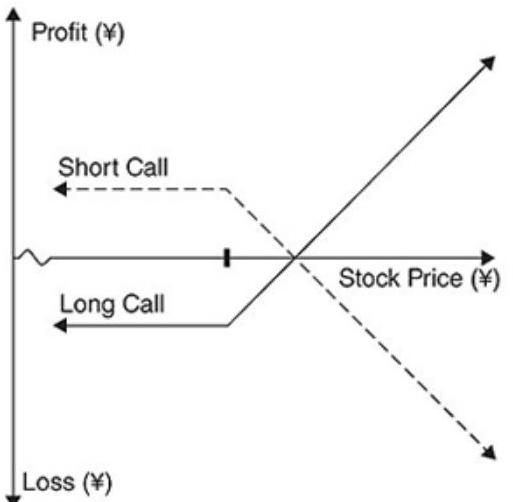 Profit (¥)
Short Call
Stock Price (¥)
Long Call
Loss (¥)